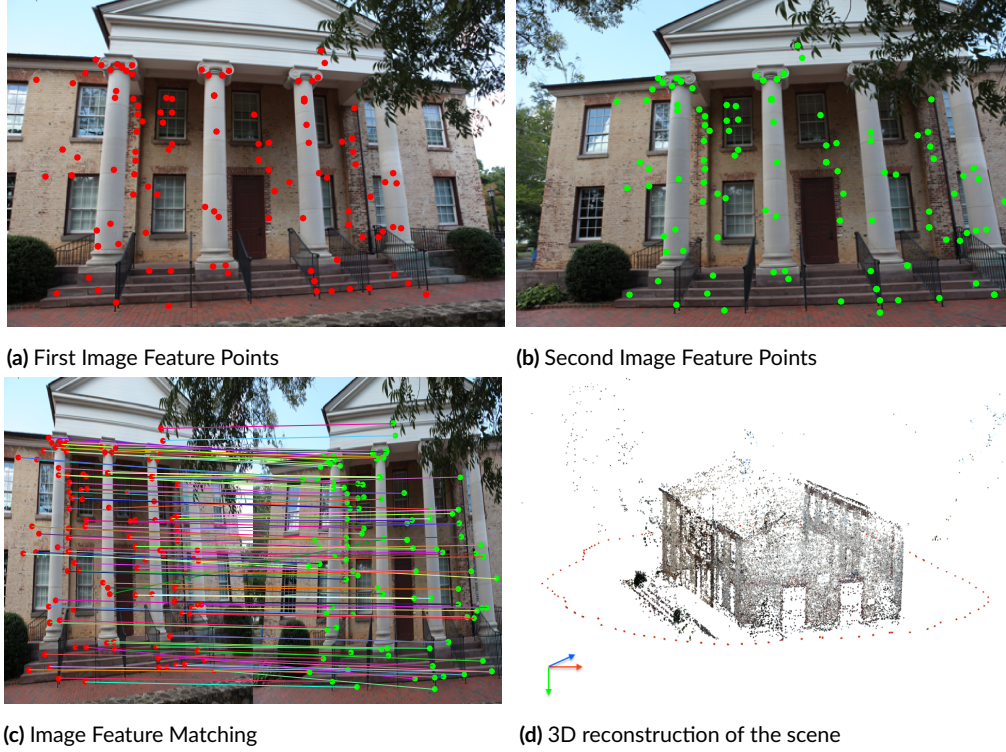 (a) First Image Feature Points
(b) Second Image Feature Points
(c) Image Feature Matching
(d) 3D reconstruction of the scene